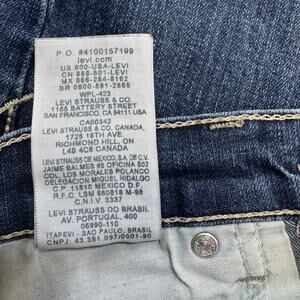 P.O. #4100157199
levi.com
US 800-USA-LEVI
CN 888-501-LEVI
MX 866-264-8162
BR 0800-891-2855
WPL-423
LEVI STRAUSS & CO.
1155 BATTERY STREET
SAN FRANCISCO, CA 94111 USA
CA00342
LEVI STRAUSS & CO. CANADA,
1725 16TH AVE.
RICHMOND HILL, ON
L4B 4C6 CANADA
LEVI STRAUSS DE MEXICO, S.A. DE C.V.
JAIME BALMES #8 OFICINA 502
COL LOS MORALES POLANCO
DELEGACION MIGUEL HIDALGO
C.P. 11510 MEXICO D.F.
R.F.C. LSM 660818 M-98
C.N.I.V. 3337
LEVI STRAUSS DO BRASIL
AV. PORTUGAL, 400
06690-110
ITAPEVI - SAO PAULO, BRASIL
CNPJ: 43.351.097/0001-90